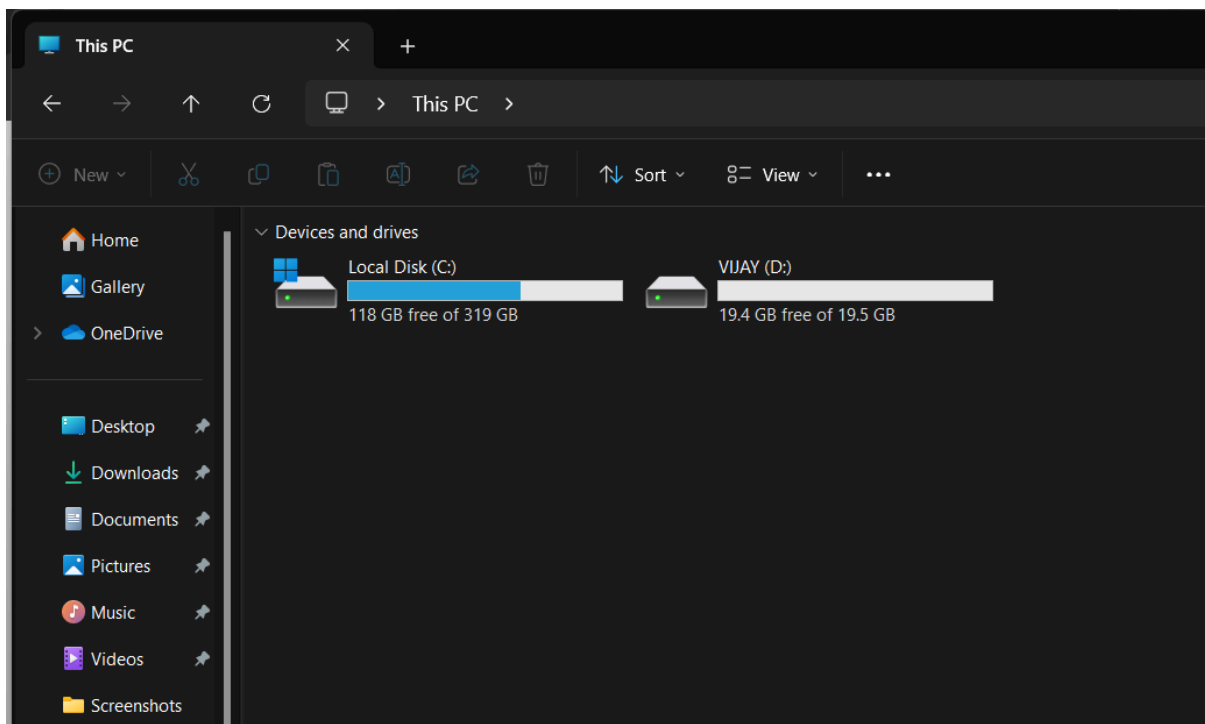 This PC
This PC
New
Sort
View
Home
Gallery
OneDrive
Desktop
Downloads
Documents
Pictures
Music
Videos
Screenshots
Devices and drives
Local Disk (C:)
118 GB free of 319 GB
VIJAY (D:)
19.4 GB free of 19.5 GB